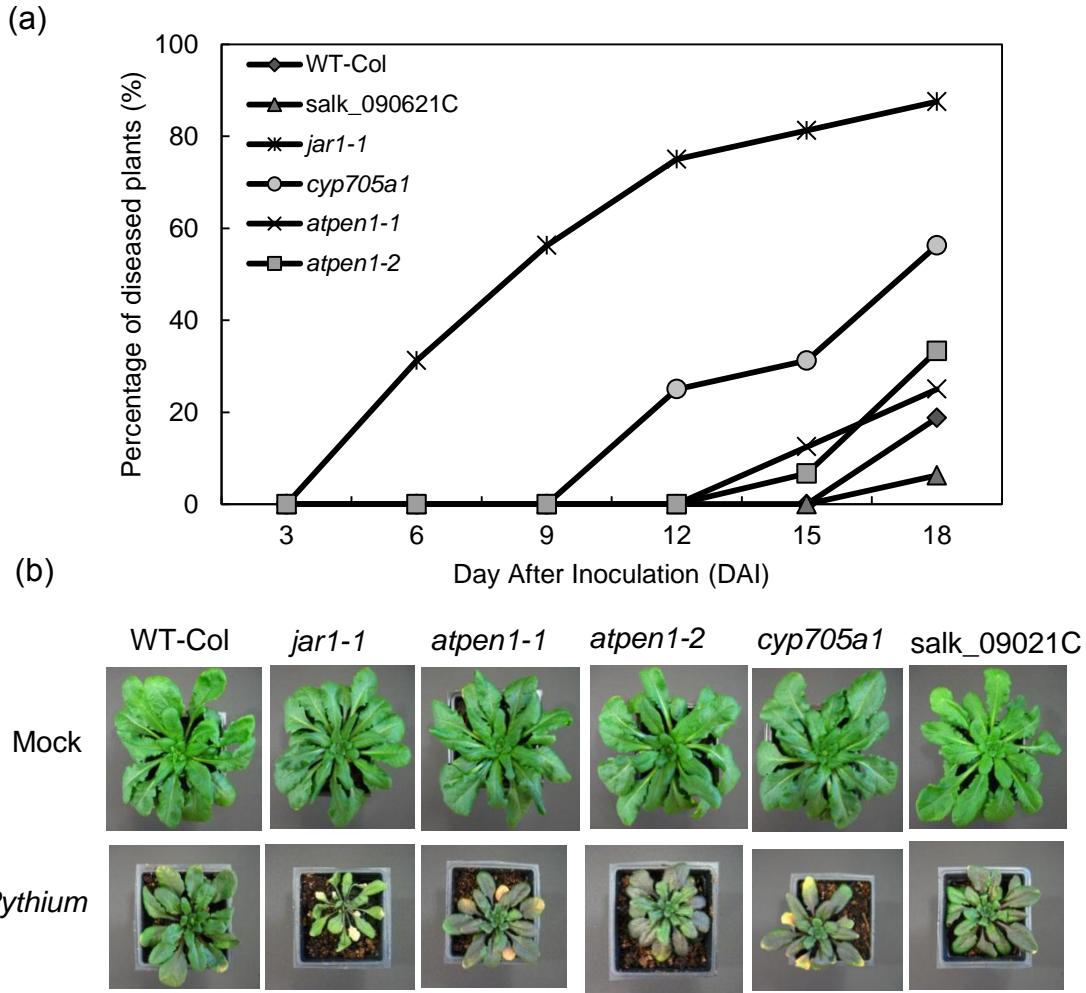 (a)
Percentage of diseased plants (%)
100
80
60
40
20
0
WT-Col
salk_090621C
jar1-1
cyp705a1
atpen1-1
atpen1-2
3 6 9 12 15 18
Day After Inoculation (DAI)
(b)
WT-Col jar1-1 atpen1-1 atpen1-2 cyp705a1 salk_09021C
Mock
ythium